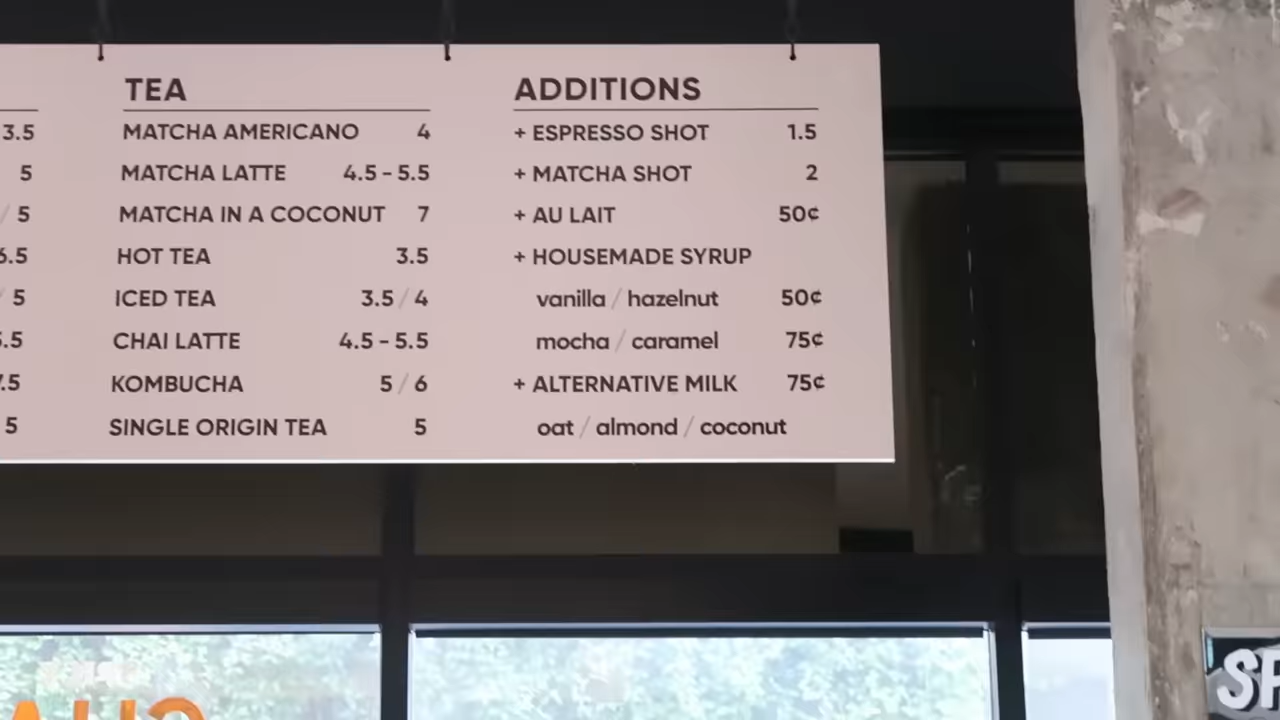 3.5
5
/ 5
6.5
/ 5
5
TEA
MATCHA AMERICANO 4
MATCHA LATTE 4.5 - 5.5
MATCHA IN A COCONUT 7
HOT TEA 3.5
ICED TEA 3.5 / 4
CHAI LATTE 4.5 - 5.5
KOMBUCHA 5 / 6
SINGLE ORIGIN TEA 5
ADDITIONS
+ ESPRESSO SHOT 1.5
+ MATCHA SHOT 2
+ AU LAIT 50¢
+ HOUSEMADE SYRUP
vanilla / hazelnut 50¢
mocha / caramel 75¢
+ ALTERNATIVE MILK 75¢
oat / almond / coconut
SP